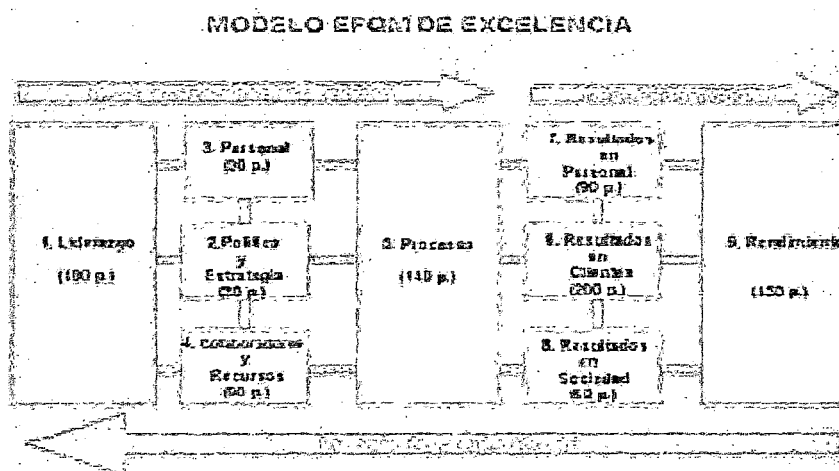 MODELO EFQM DE EXCELENCIA
1. Liderazgo
(100 p.)
3. Personal
(90 p.)
2.Política
y
Estrategia
(80 p.)
4. Colaboradores
y
Recursos
(90 p.)
5. Procesos
(140 p.)
7. Resultados
en
Personal
(90 p.)
6. Resultados
en
Clientes
(200 p.)
8. Resultados
en
Sociedad
(60 p.)
9. Rendimiento
(150 p.)